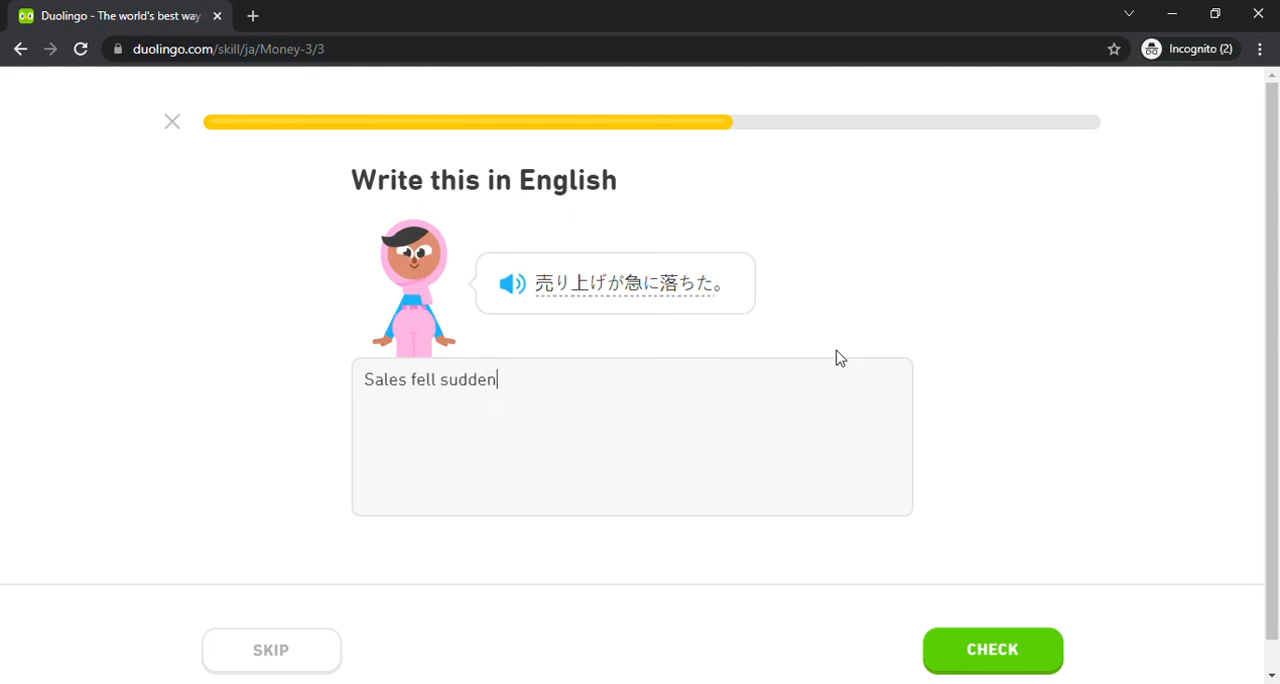 Duolingo - The world's best way
duolingo.com/skill/ja/Money-3/3
Incognito (2)
Write this in English
売り上げが急に落ちた。
Sales fell sudden
SKIP
CHECK